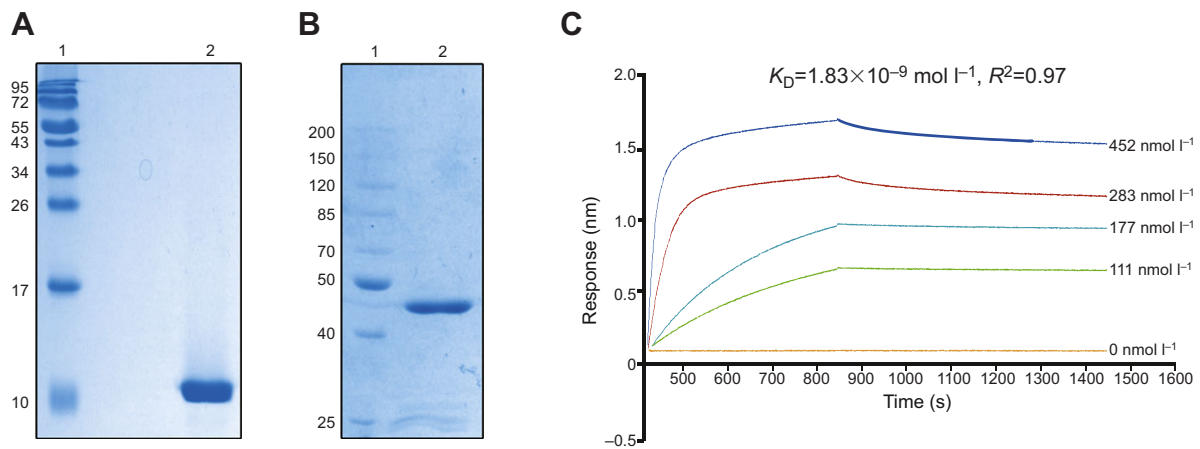 A
1 2
95
72
55
43
34
26
17
10
B
1 2
200
150
120
85
70
50
40
25
C
K_D=1.83×10⁻⁹ mol l⁻¹, R²=0.97
2.0
1.5
1.0
0.5
0
–0.5
Response (nm)
452 nmol l⁻¹
283 nmol l⁻¹
177 nmol l⁻¹
111 nmol l⁻¹
0 nmol l⁻¹
500 600 700 800 900 1000 1100 1200 1300 1400 1500 1600
Time (s)